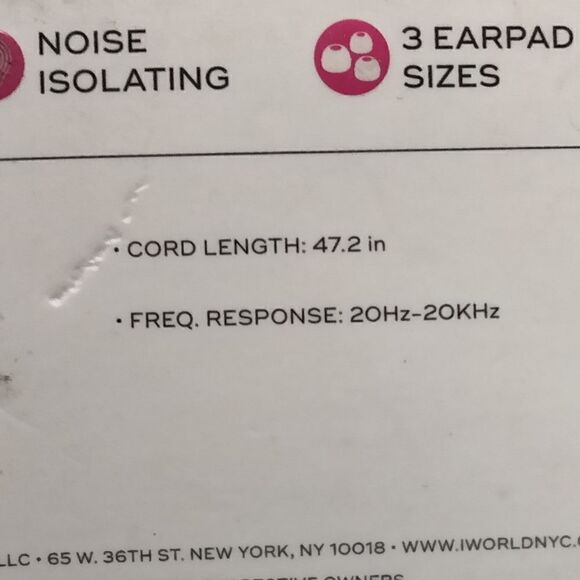 NOISE
ISOLATING
3 EARPAD
SIZES
• CORD LENGTH: 47.2 in
• FREQ. RESPONSE: 20Hz-20KHz
LLC • 65 W. 36TH ST. NEW YORK, NY 10018 • WWW.IWORLDNYC.
OWNERS